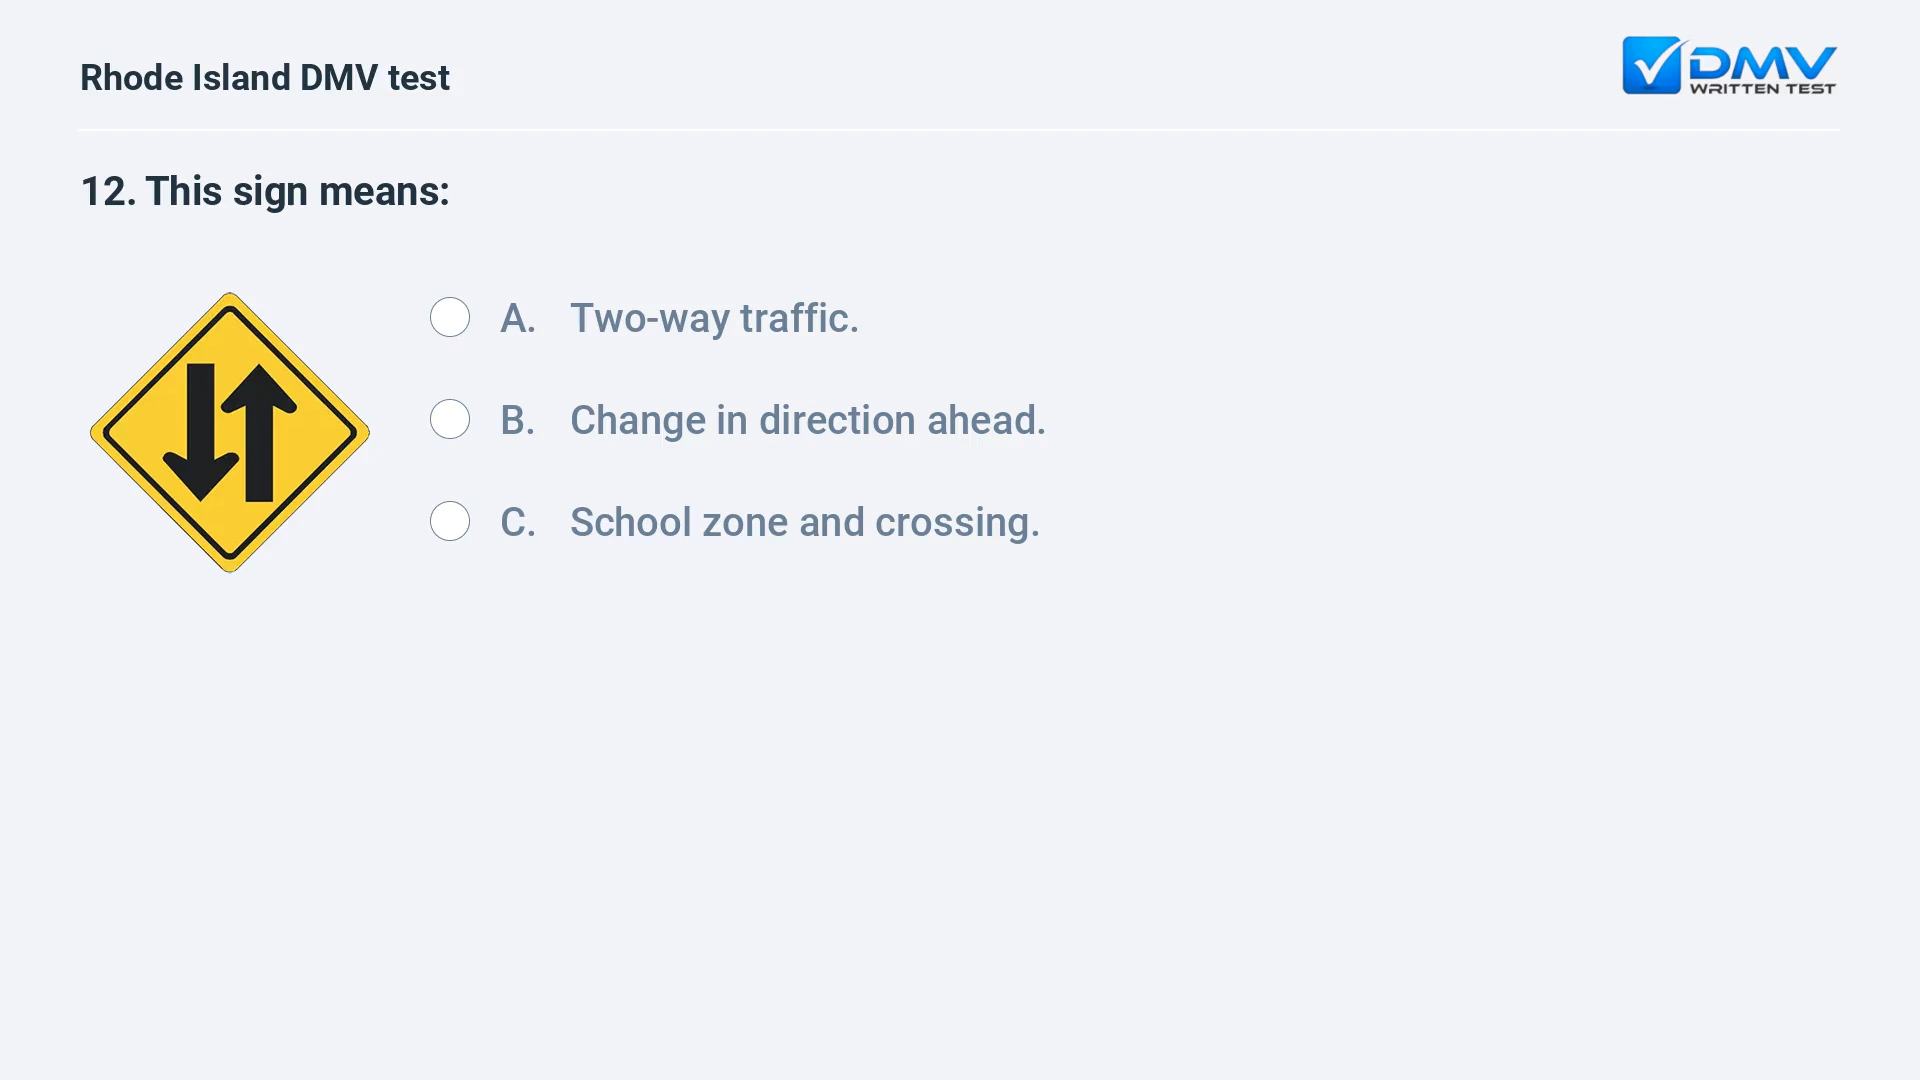 Rhode Island DMV test
DMV
WRITTEN TEST
12. This sign means:
A. Two-way traffic.
B. Change in direction ahead.
C. School zone and crossing.